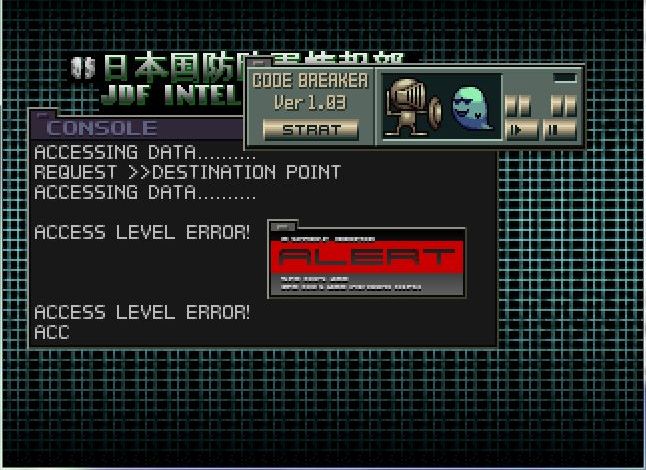 日本国防
JDF INTEL
CODE BREAKER
Ver 1.03
START
CONSOLE
ACCESSING DATA..........
REQUEST >>DESTINATION POINT
ACCESSING DATA..........
ACCESS LEVEL ERROR!
ALERT
ACCESS LEVEL ERROR!
ACC